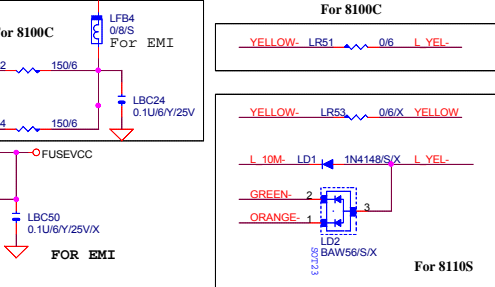 For 8100C
LFB4
0/8/S
For EMI
or 8100C
2 150/6
LBC24
0.1U/6/Y/25V
4 150/6
FUSEVCC
LBC50
0.1U/6/Y/25V/X
FOR EMI
YELLOW- LR51 0/6 L_YEL-
YELLOW- LR53 0/6/X YELLOW
L_10M- LD1 1N4148/S/X L_YEL-
GREEN- 2
3
ORANGE- 1
LD2
BAW56/S/X
SOT23
For 8110S